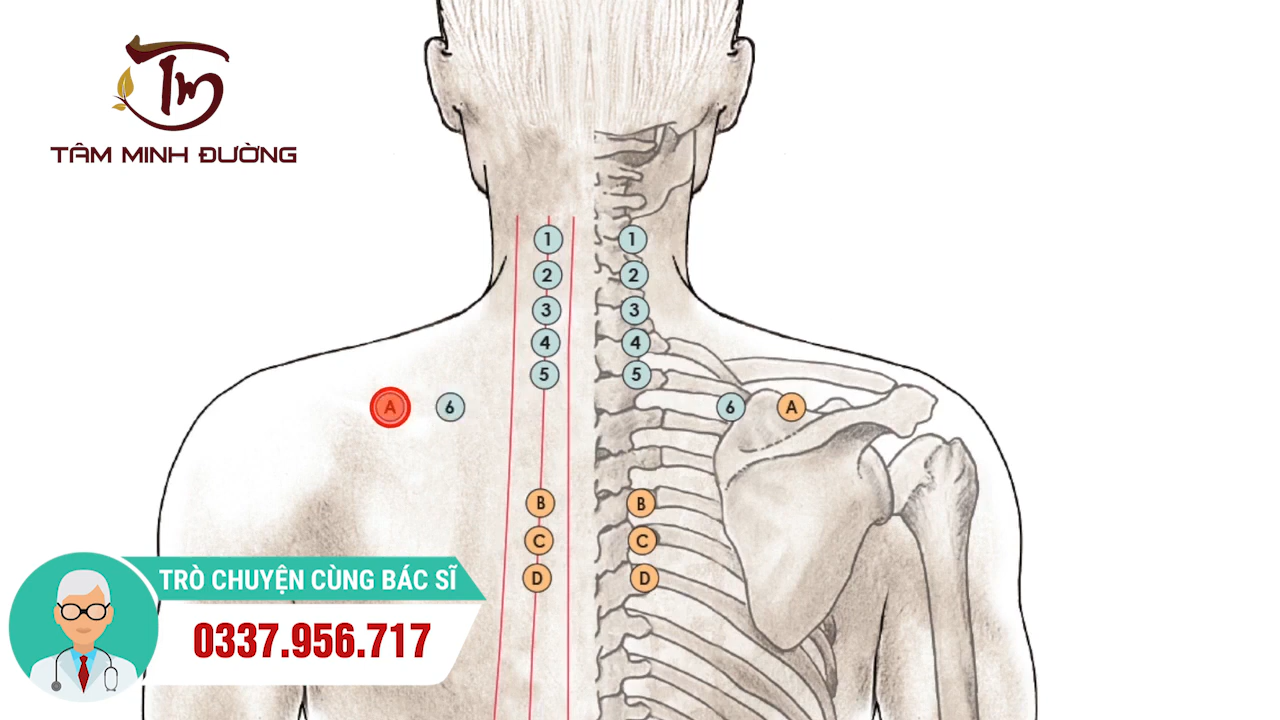 Tm
TÂM MINH ĐƯỜNG
1 1
2 2
3 3
4 4
5 5
A 6 6 A
B B
C C
D D
TRÒ CHUYỆN CÙNG BÁC SĨ
0337.956.717